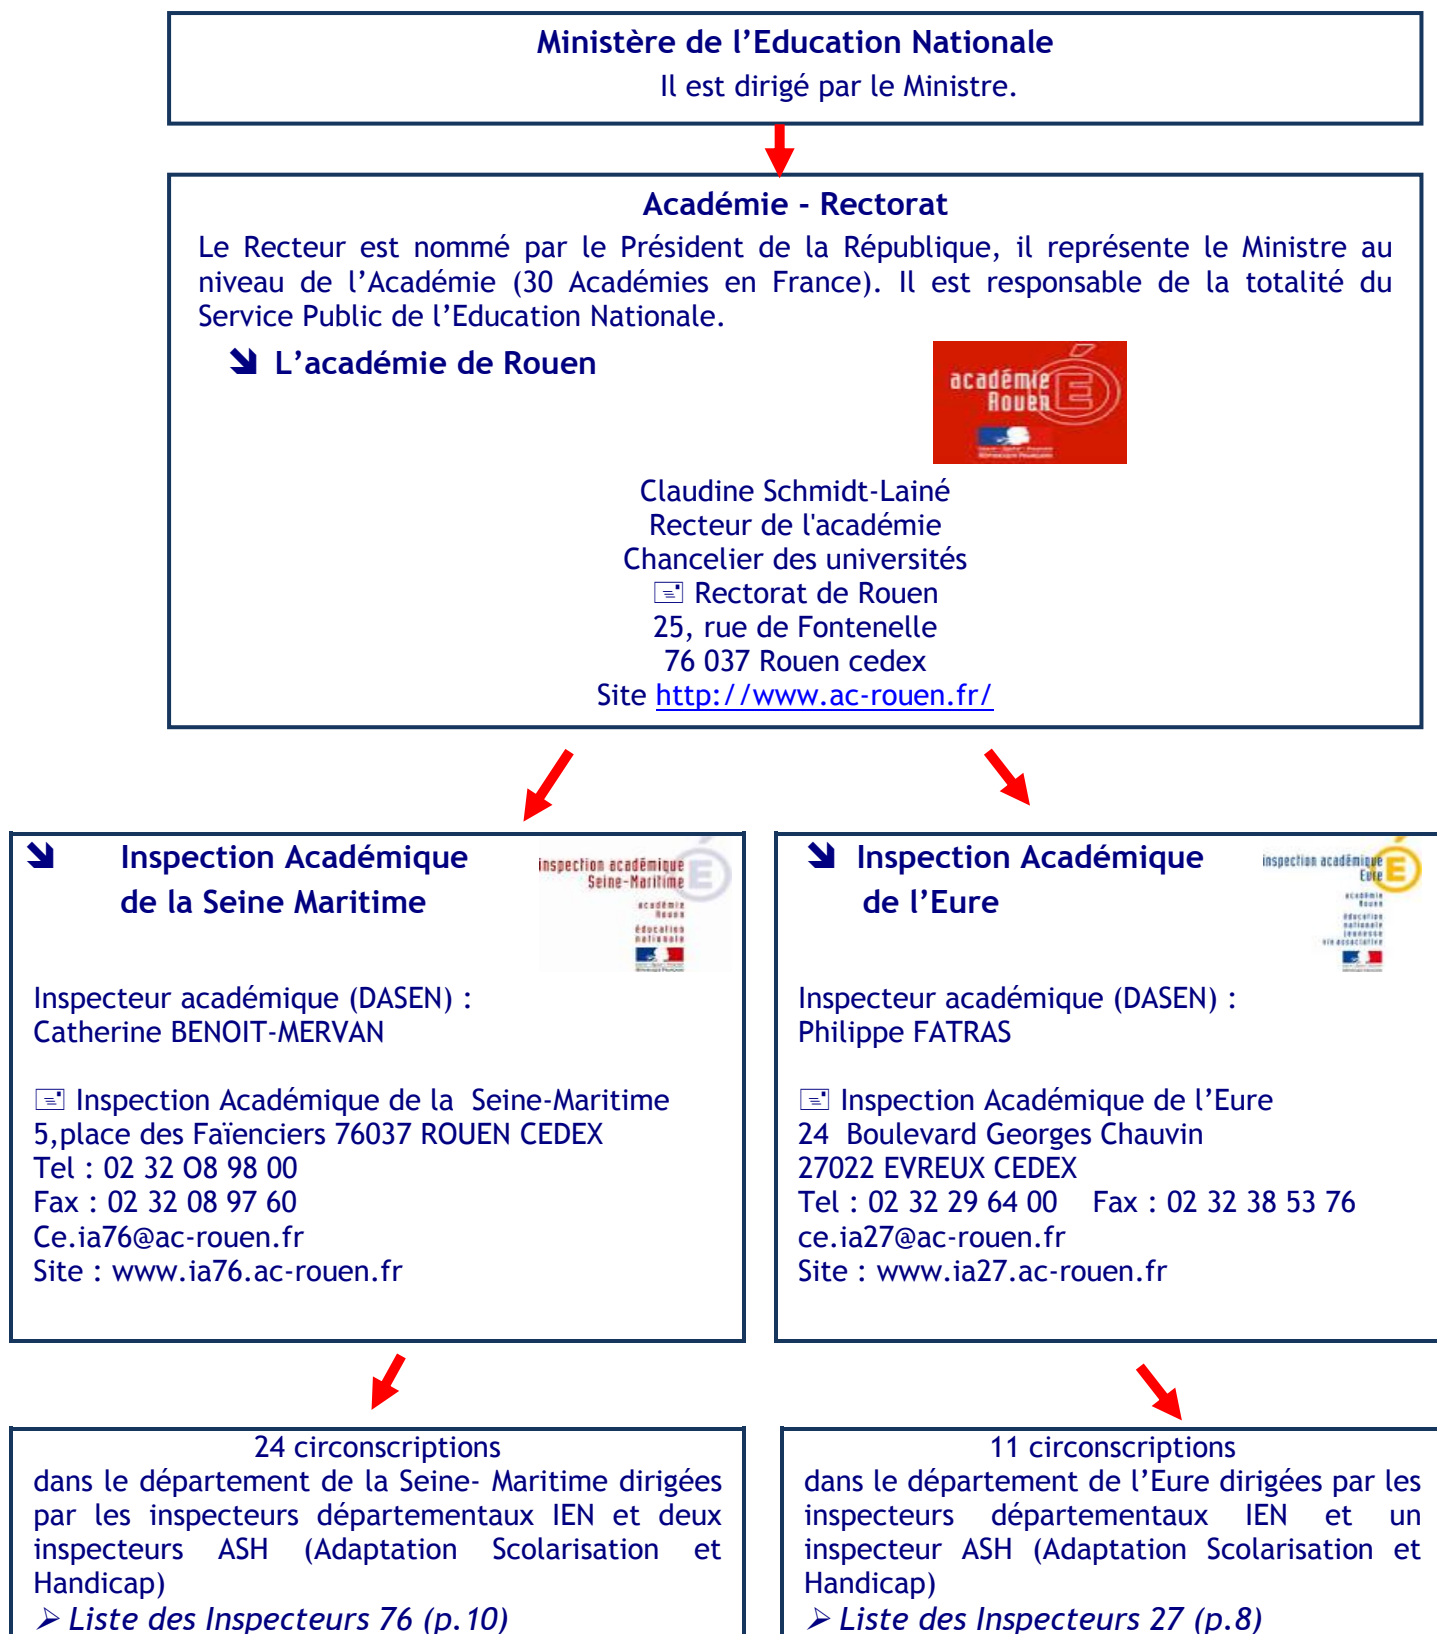 Ministère de l’Education Nationale
Il est dirigé par le Ministre.
Académie - Rectorat
Le Recteur est nommé par le Président de la République, il représente le Ministre au
niveau de l’Académie (30 Académies en France). Il est responsable de la totalité du
Service Public de l’Education Nationale.
L’académie de Rouen
académie
Rouen
Claudine Schmidt-Lainé
Recteur de l'académie
Chancelier des universités
Rectorat de Rouen
25, rue de Fontenelle
76 037 Rouen cedex
Site http://www.ac-rouen.fr/
Inspection Académique
de la Seine Maritime
inspection académique
Seine-Maritime
académie
Rouen
éducation
nationale
Inspecteur académique (DASEN) :
Catherine BENOIT-MERVAN
Inspection Académique de la Seine-Maritime
5,place des Faïenciers 76037 ROUEN CEDEX
Tel : 02 32 O8 98 00
Fax : 02 32 08 97 60
Ce.ia76@ac-rouen.fr
Site : www.ia76.ac-rouen.fr
Inspection Académique
de l’Eure
inspection académique
Eure
académie
Rouen
éducation
nationale
jeunesse
vie associative
Inspecteur académique (DASEN) :
Philippe FATRAS
Inspection Académique de l’Eure
24 Boulevard Georges Chauvin
27022 EVREUX CEDEX
Tel : 02 32 29 64 00 Fax : 02 32 38 53 76
ce.ia27@ac-rouen.fr
Site : www.ia27.ac-rouen.fr
24 circonscriptions
dans le département de la Seine- Maritime dirigées
par les inspecteurs départementaux IEN et deux
inspecteurs ASH (Adaptation Scolarisation et
Handicap)
➢ Liste des Inspecteurs 76 (p.10)
11 circonscriptions
dans le département de l’Eure dirigées par les
inspecteurs départementaux IEN et un
inspecteur ASH (Adaptation Scolarisation et
Handicap)
➢ Liste des Inspecteurs 27 (p.8)